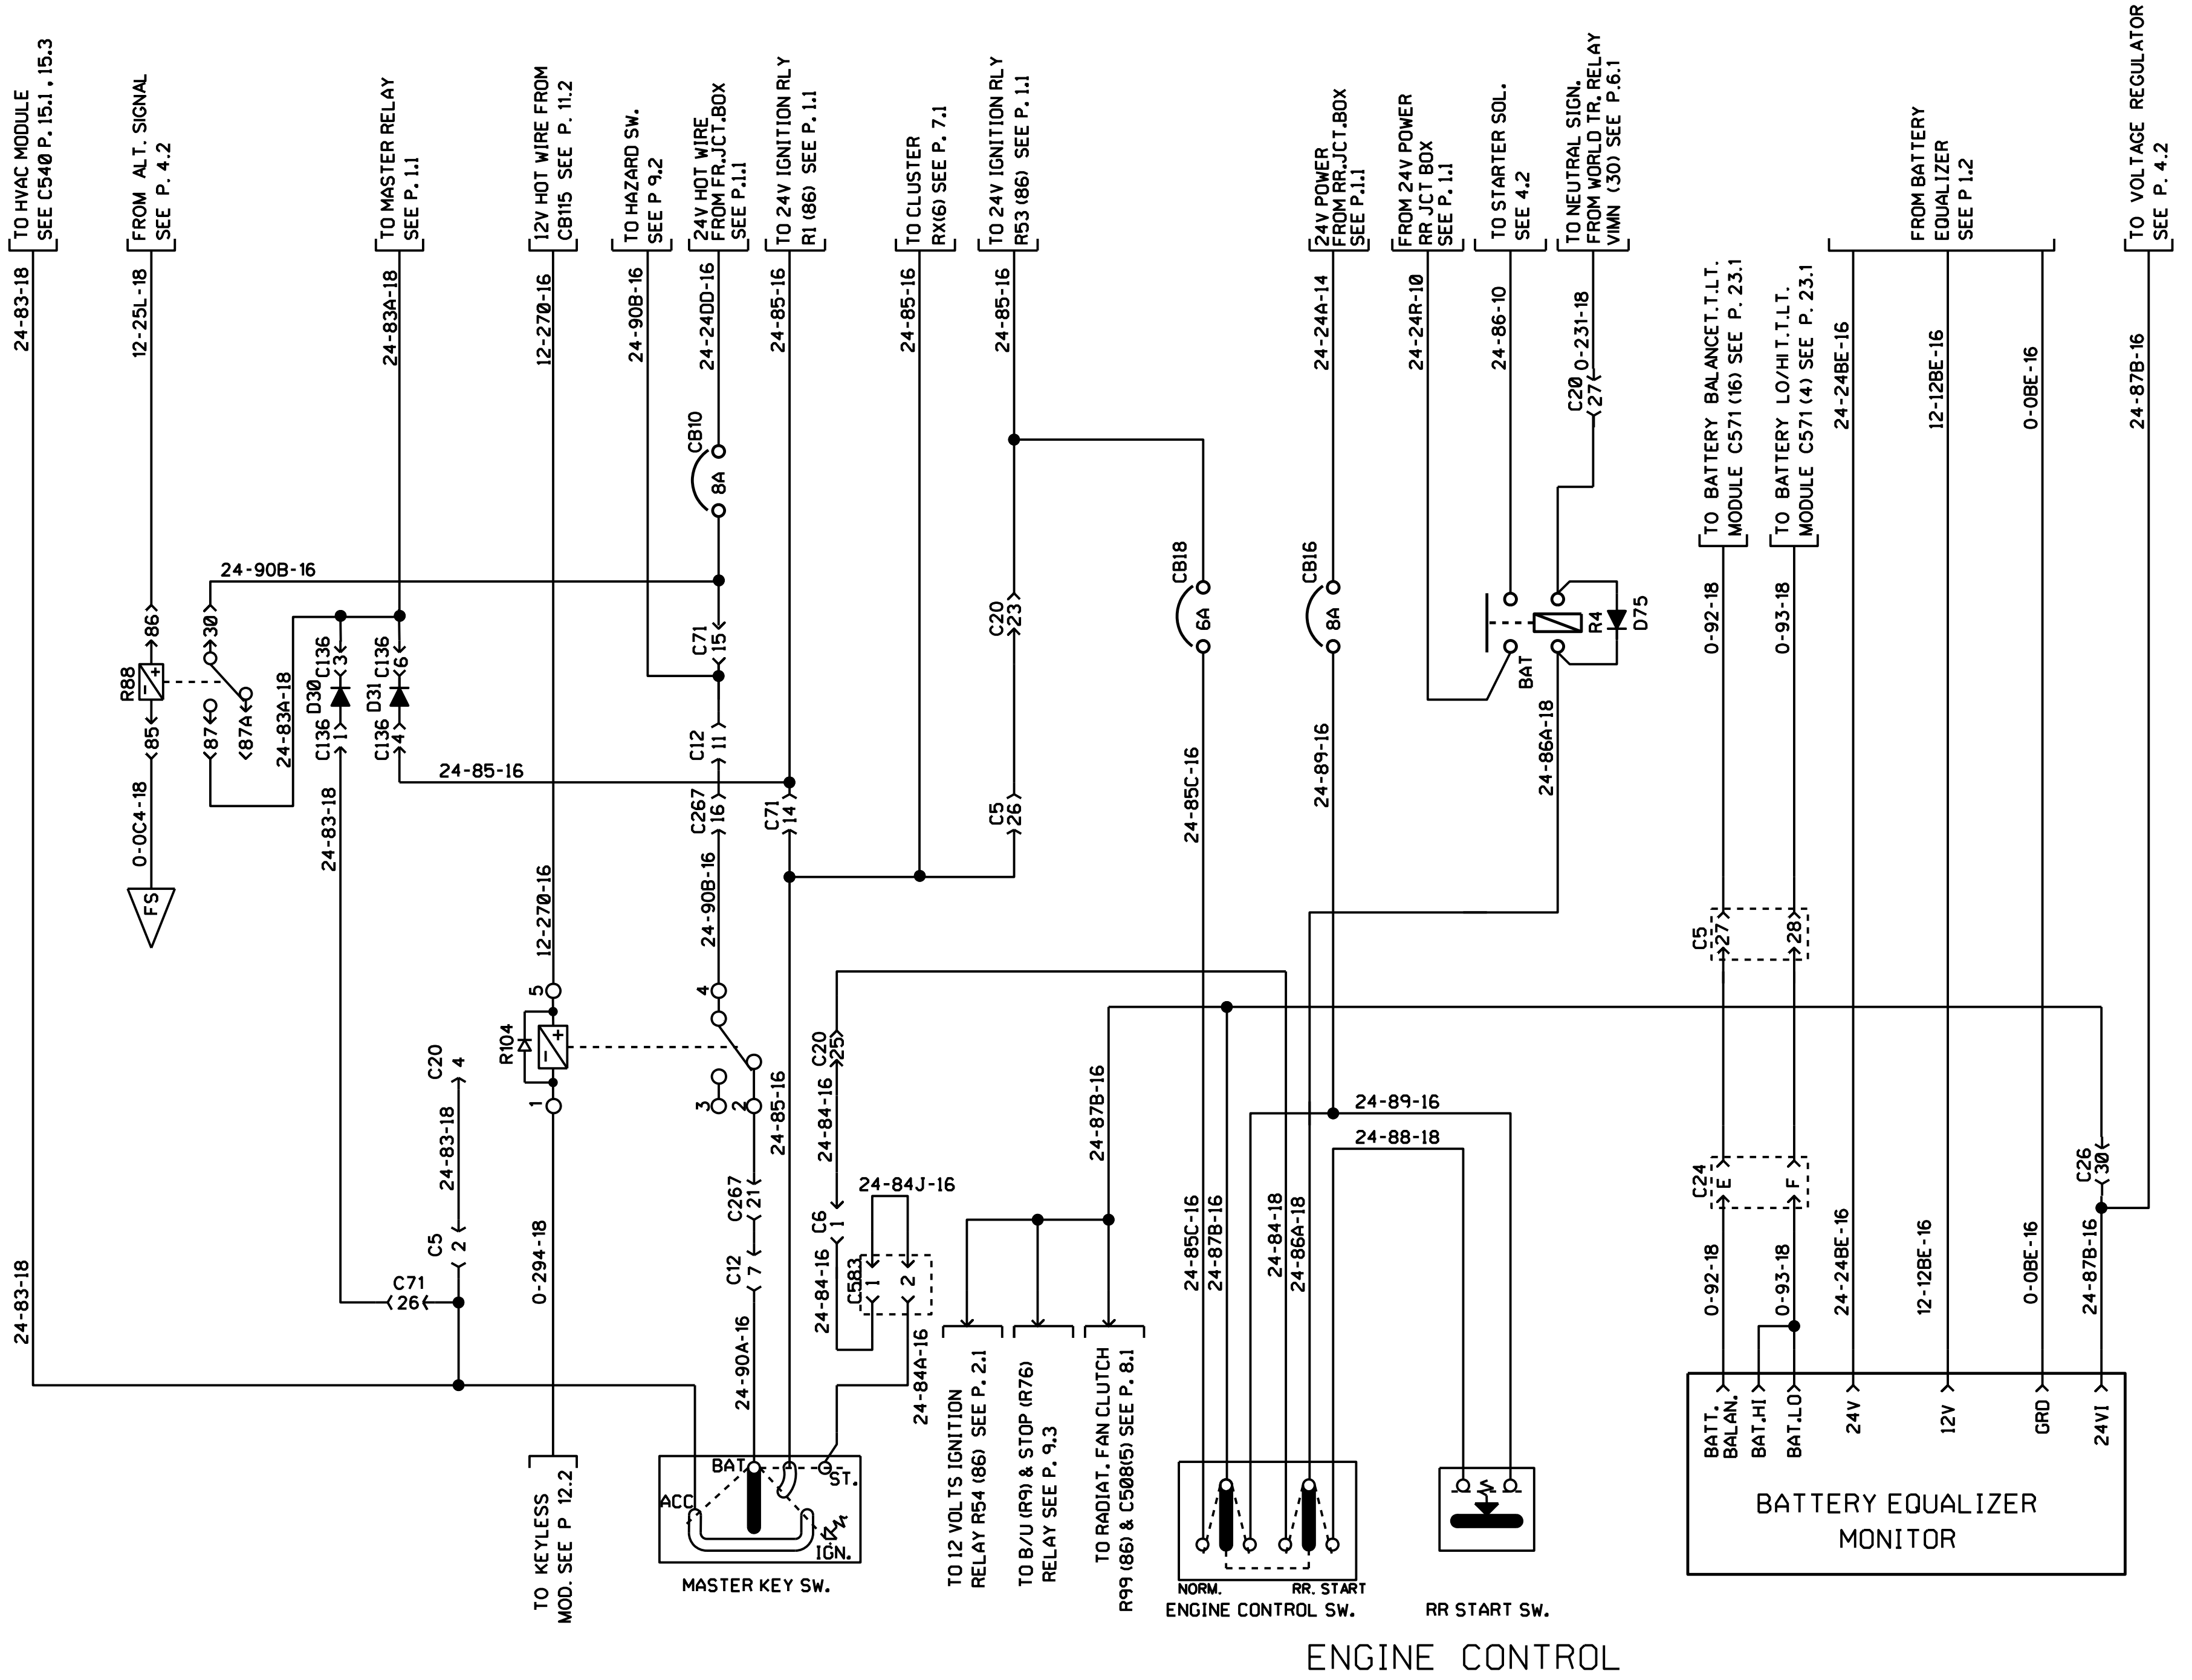 TO HVAC MODULE
SEE C540 P. 15.1 , 15.3
FROM ALT. SIGNAL
SEE P. 4.2
TO MASTER RELAY
SEE P. 1.1
12V HOT WIRE FROM
CB115 SEE P. 11.2
TO HAZARD SW.
SEE P 9.2
24V HOT WIRE
FROM FR.JCT.BOX
SEE P.1.1
TO 24V IGNITION RLY
R1 (86) SEE P. 1.1
TO CLUSTER
RX(6) SEE P. 7.1
TO 24V IGNITION RLY
R53 (86) SEE P. 1.1
24V POWER
FROM RR.JCT.BOX
SEE P.1.1
FROM 24V POWER
RR JCT BOX
SEE P. 1.1
TO STARTER SOL.
SEE 4.2
TO NEUTRAL SIGN.
FROM WORLD TR. RELAY
VIMN (30) SEE P.6.1
TO BATTERY BALANCET.T.LT.
MODULE C571 (16) SEE P. 23.1
TO BATTERY LO/HI T.T.LT.
MODULE C571 (4) SEE P. 23.1
FROM BATTERY
EQUALIZER
SEE P 1.2
TO VOLTAGE REGULATOR
SEE P. 4.2
24-83-18
12-25L-18
24-83A-18
12-270-16
24-90B-16
24-24DD-16
24-85-16
24-85-16
24-85-16
24-24A-14
24-24R-10
24-86-10
0-231-18
24-24BE-16
12-12BE-16
0-0BE-16
24-87B-16
C20
27
CB10
8A
24-90B-16
CB18
6A
CB16
8A
R4
D75
BAT
0-92-18
0-93-18
R88
86
85
30
87
87A
- +
24-83A-18
C136
3
D30
C136
1
C136
6
D31
C136
4
C71
15
C20
23
C12
11
24-85-16
C267
16
C71
14
C5
26
24-85C-16
24-89-16
24-86A-18
0-0C4-18
FS
24-83-18
12-270-16
24-90B-16
C5
27
28
R104
5
1
- +
4
3
2
C20
4
24-83-18
C5
2
C71
26
24-85-16
C20
25
24-84-16
C6
1
24-84-16
24-84J-16
C583
1
2
24-84A-16
24-87B-16
24-89-16
24-88-18
C267
21
C12
7
24-90A-16
0-294-18
24-83-18
24-85C-16
24-87B-16
24-84-18
24-86A-18
C24
E
F
0-92-18
0-93-18
24-24BE-16
12-12BE-16
0-0BE-16
C26
30
24-87B-16
TO 12 VOLTS IGNITION
RELAY R54 (86) SEE P. 2.1
TO B/U (R9) & STOP (R76)
RELAY SEE P. 9.3
TO RADIAT. FAN CLUTCH
R99 (86) & C508(5) SEE P. 8.1
TO KEYLESS
MOD. SEE P 12.2
BAT
ACC
ST.
IGN.
MASTER KEY SW.
NORM.
RR. START
ENGINE CONTROL SW.
RR START SW.
BATT.
BALAN.
BAT.HI
BAT.LO
24V
12V
GRD
24VI
BATTERY EQUALIZER
MONITOR
ENGINE CONTROL